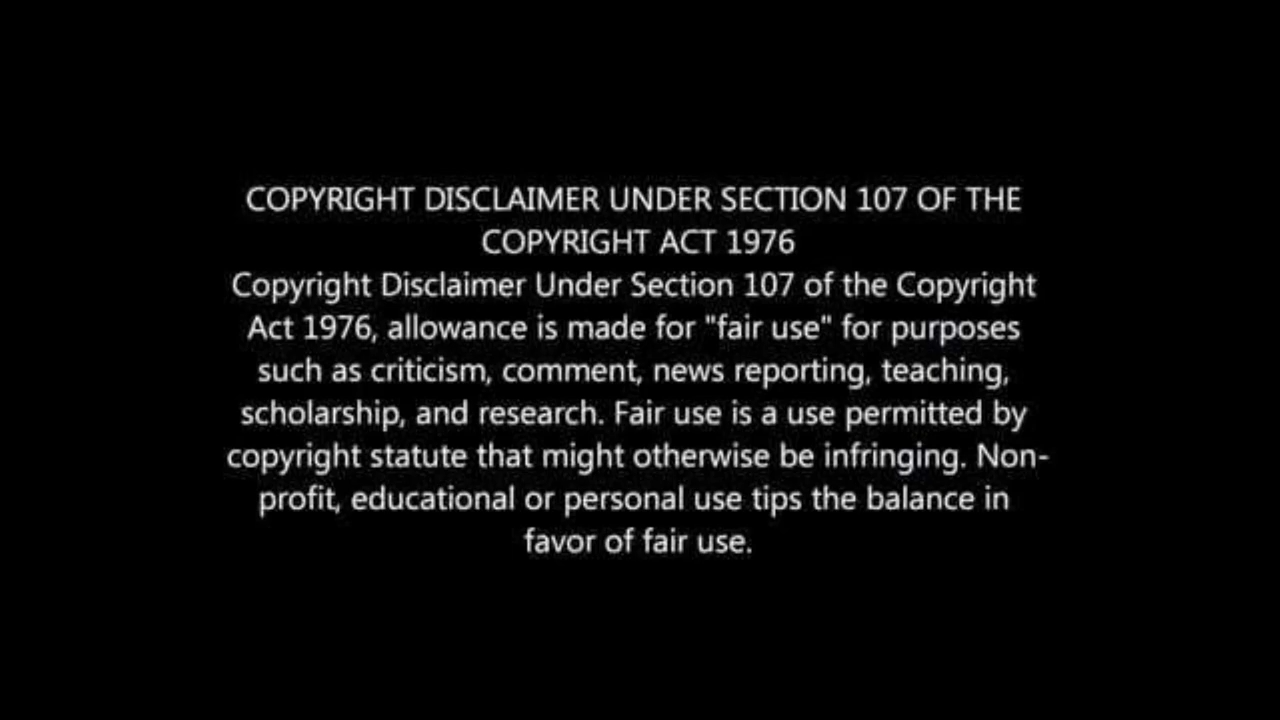 COPYRIGHT DISCLAIMER UNDER SECTION 107 OF THE
COPYRIGHT ACT 1976
Copyright Disclaimer Under Section 107 of the Copyright
Act 1976, allowance is made for "fair use" for purposes
such as criticism, comment, news reporting, teaching,
scholarship, and research. Fair use is a use permitted by
copyright statute that might otherwise be infringing. Non-
profit, educational or personal use tips the balance in
favor of fair use.